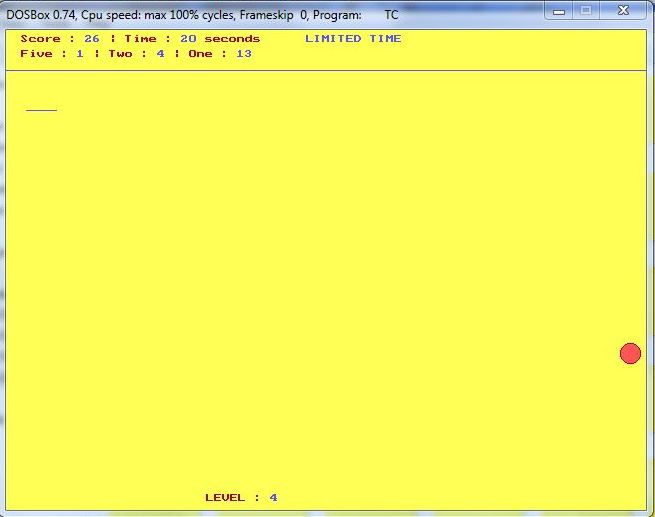 DOSBox 0.74, Cpu speed: max 100% cycles, Frameskip 0, Program: TC
Score : 26 | Time : 20 seconds LIMITED TIME
Five : 1 | Two : 4 | One : 13
LEVEL : 4